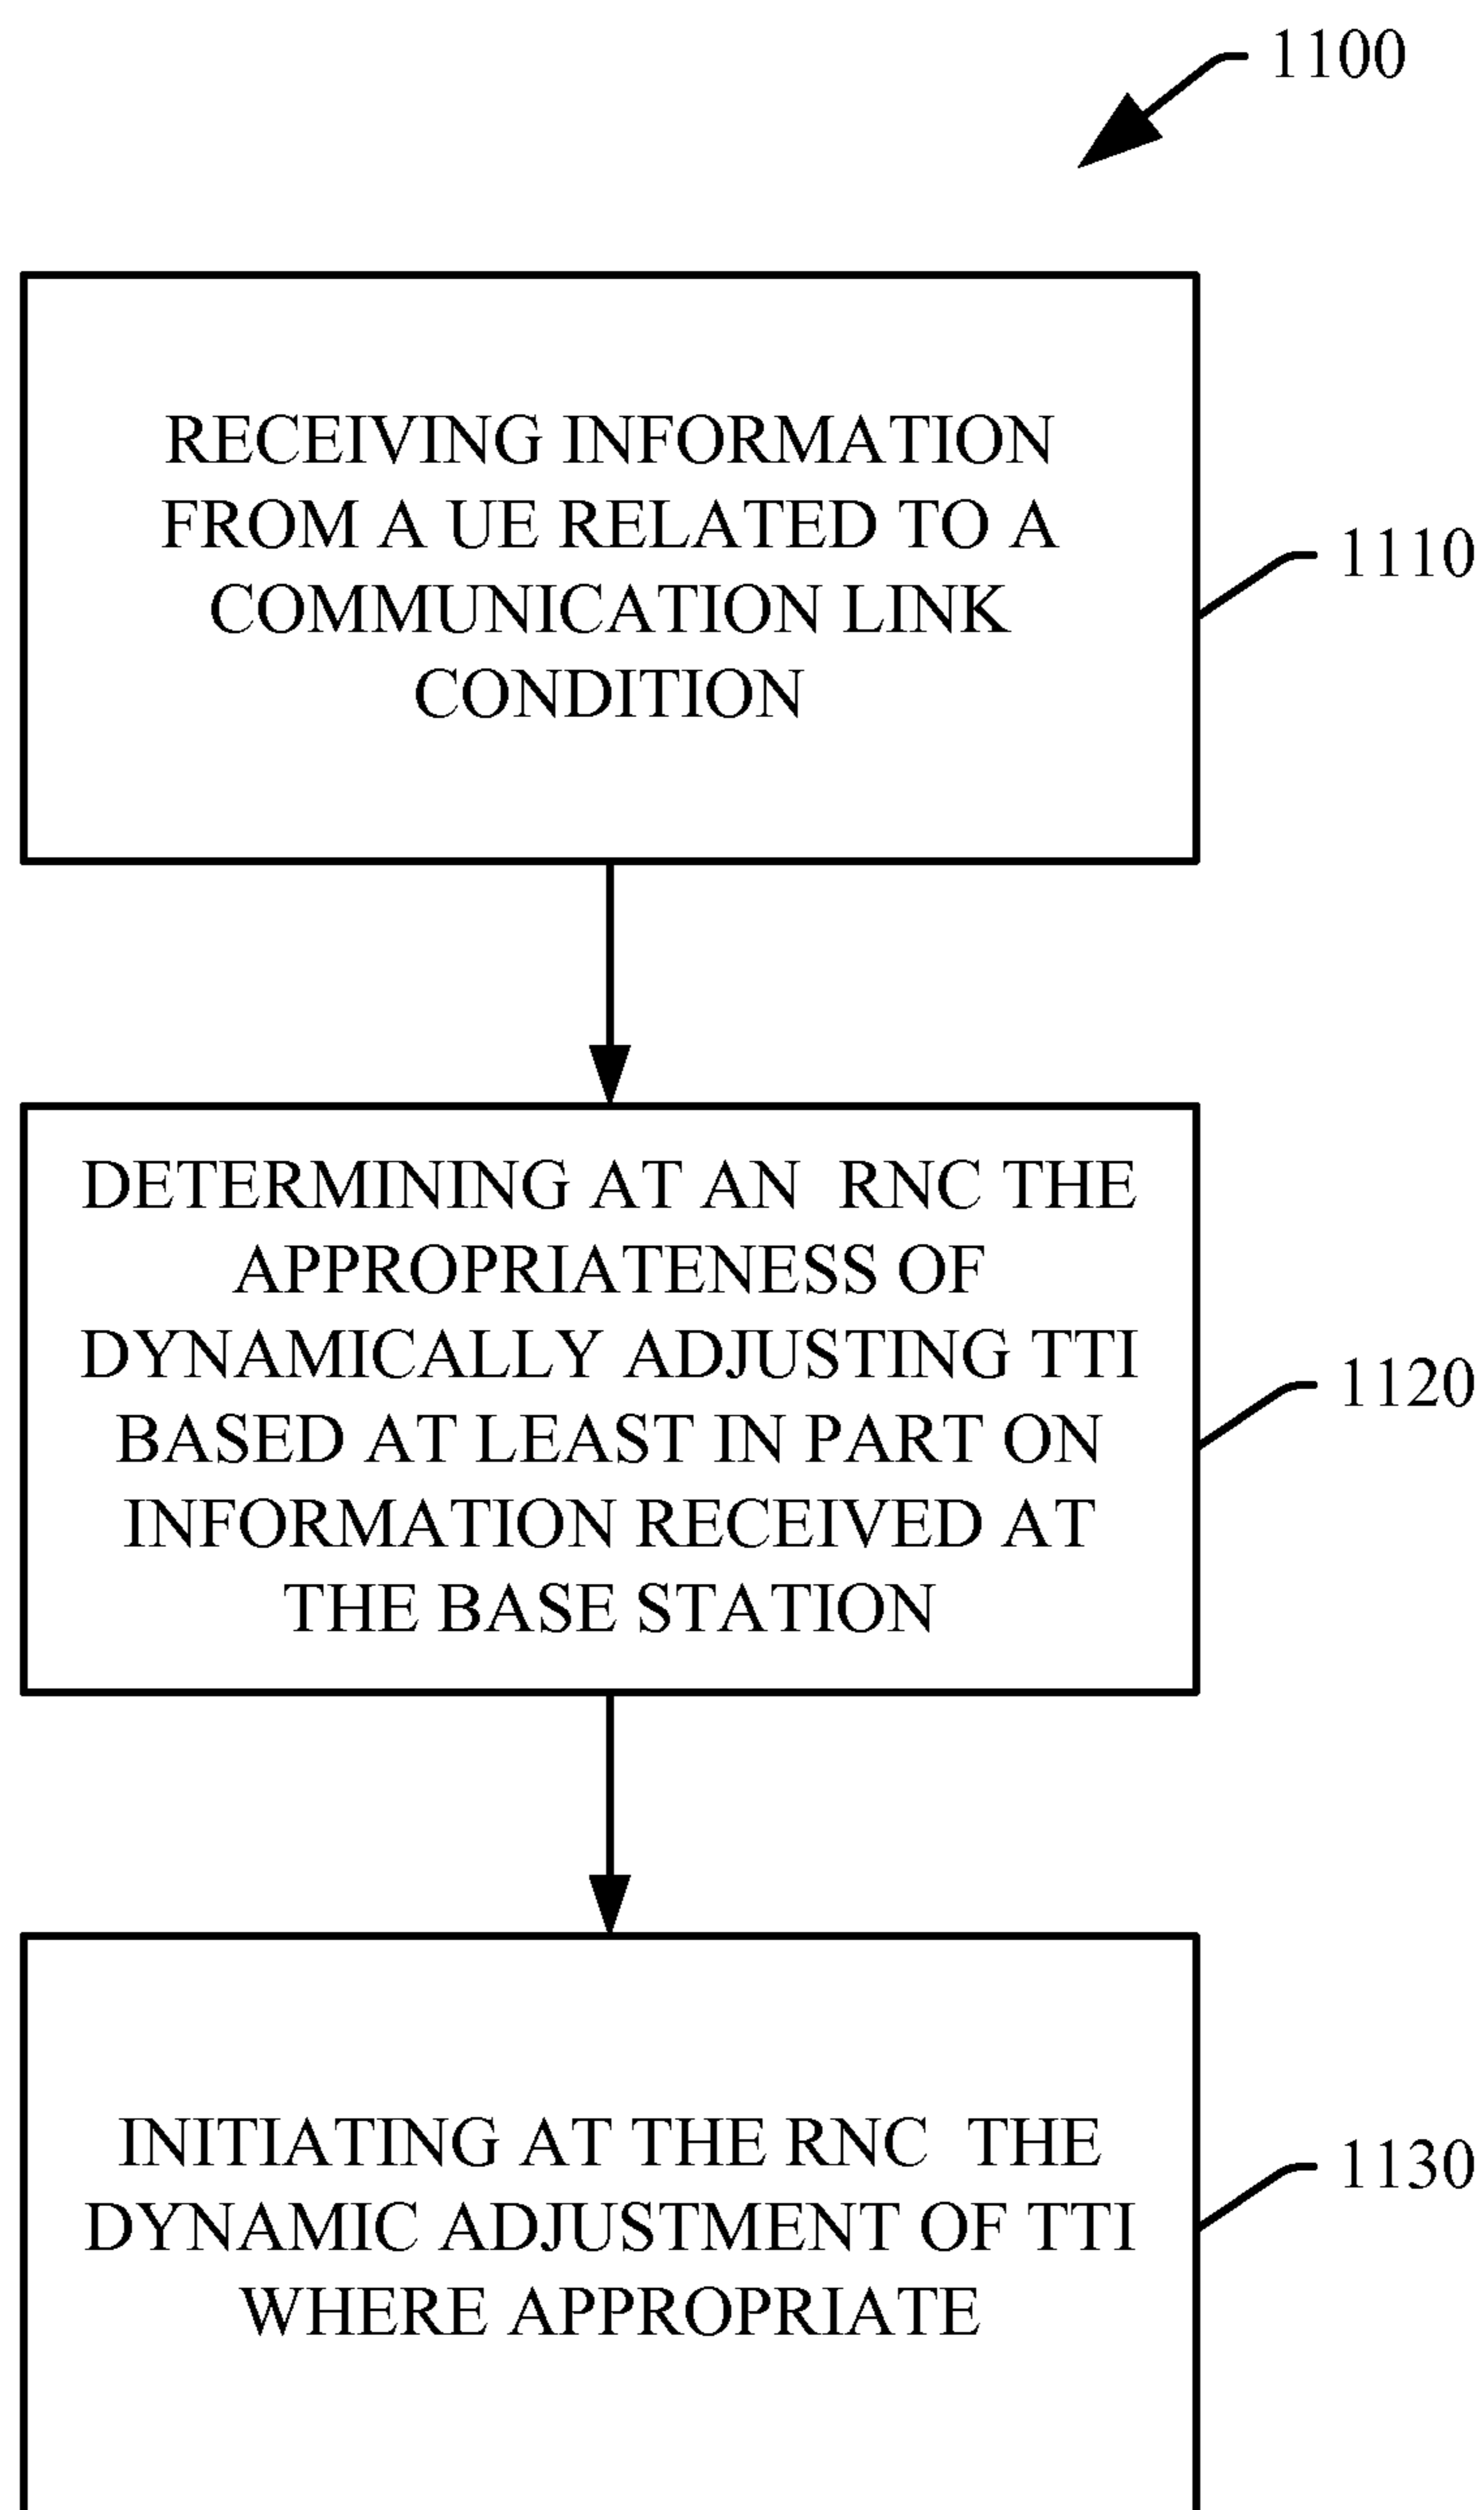 1100
RECEIVING INFORMATION
FROM A UE RELATED TO A
COMMUNICATION LINK
CONDITION
1110
DETERMINING AT AN RNC THE
APPROPRIATENESS OF
DYNAMICALLY ADJUSTING TTI
BASED AT LEAST IN PART ON
INFORMATION RECEIVED AT
THE BASE STATION
1120
INITIATING AT THE RNC THE
DYNAMIC ADJUSTMENT OF TTI
WHERE APPROPRIATE
1130